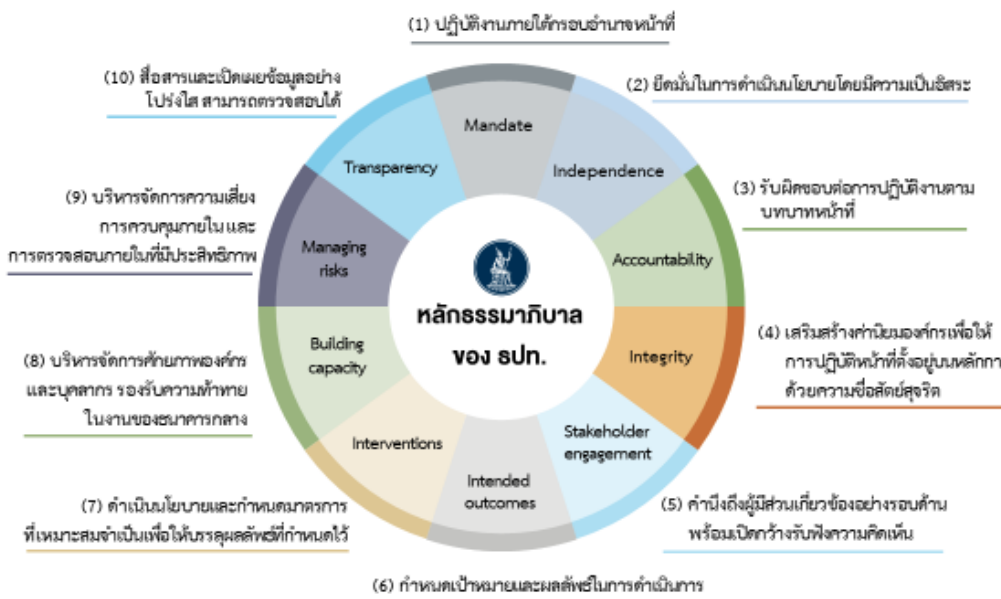 (1) ปฏิบัติงานภายใต้กรอบอำนาจหน้าที่
(10) สื่อสารและเปิดเผยข้อมูลอย่าง
โปร่งใส สามารถตรวจสอบได้
(2) ยึดมั่นในการดำเนินนโยบายโดยมีความเป็นอิสระ
Mandate
Transparency
Independence
(9) บริหารจัดการความเสี่ยง
การควบคุมภายใน และ
การตรวจสอบภายในที่มีประสิทธิภาพ
(3) รับผิดชอบต่อการปฏิบัติงานตาม
บทบาทหน้าที่
Managing
risks
Accountability
หลักธรรมาภิบาล
ของ ธปท.
(8) บริหารจัดการศักยภาพองค์กร
และบุคลากร รองรับความท้าทาย
ในงานของธนาคารกลาง
Building
capacity
Integrity
(4) เสริมสร้างค่านิยมองค์กรเพื่อให้
การปฏิบัติหน้าที่ตั้งอยู่บนหลักกา
ด้วยความซื่อสัตย์สุจริต
Interventions
Stakeholder
engagement
Intended
outcomes
(7) ดำเนินนโยบายและกำหนดมาตรการ
ที่เหมาะสมจำเป็นเพื่อให้บรรลุผลลัพธ์ที่กำหนดไว้
(5) คำนึงถึงผู้มีส่วนเกี่ยวข้องอย่างรอบด้าน
พร้อมเปิดกว้างรับฟังความคิดเห็น
(6) กำหนดเป้าหมายและผลลัพธ์ในการดำเนินการ